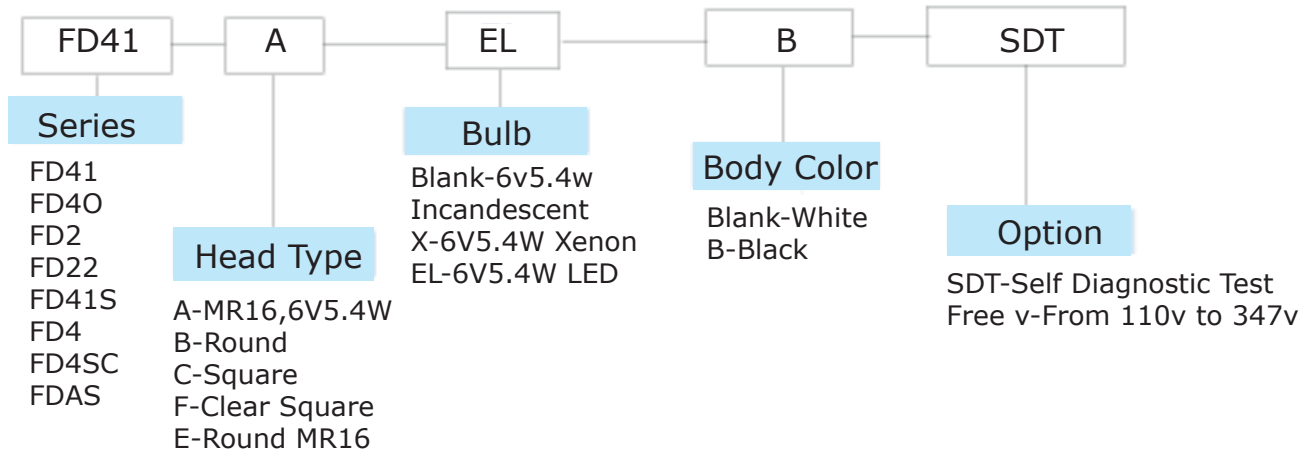 FD41 A EL B SDT
Series
FD41
FD4O
FD2
FD22
FD41S
FD4
FD4SC
FDAS
Head Type
A-MR16,6V5.4W
B-Round
C-Square
F-Clear Square
E-Round MR16
Bulb
Blank-6v5.4w
Incandescent
X-6V5.4W Xenon
EL-6V5.4W LED
Body Color
Blank-White
B-Black
Option
SDT-Self Diagnostic Test
Free v-From 110v to 347v